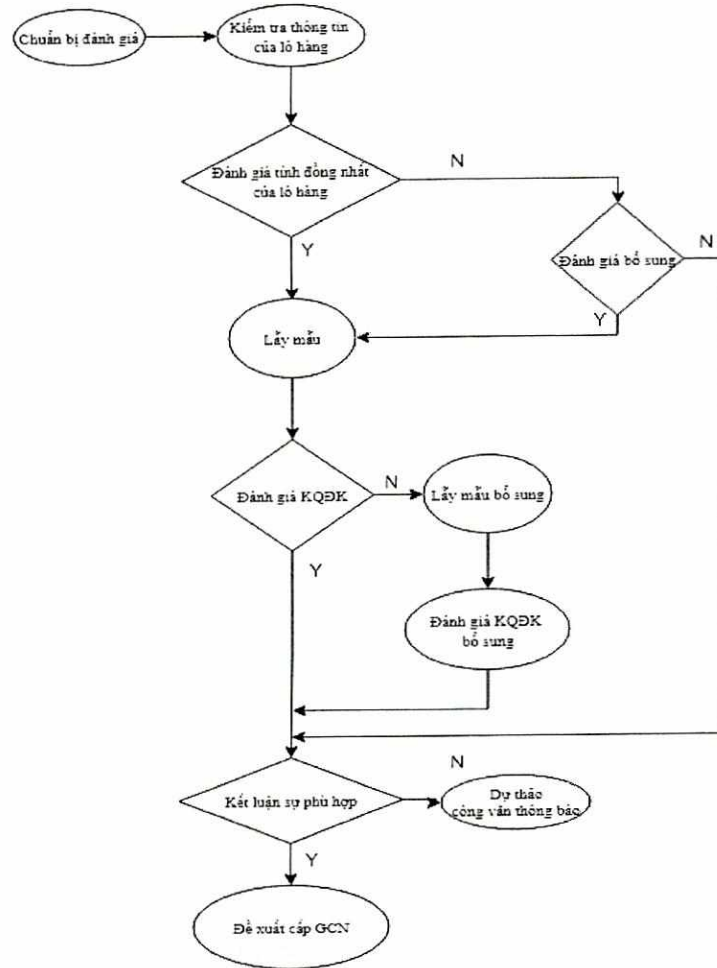 Chuẩn bị đánh giá
Kiểm tra thông tin
của lô hàng
Đánh giá tính đồng nhất
của lô hàng
N
Y
Đánh giá bổ sung
N
Y
Lấy mẫu
Đánh giá KQĐK
N
Lấy mẫu bổ sung
Y
Đánh giá KQĐK
bổ sung
Kết luận sự phù hợp
N
Dự thảo
công văn thông báo
Y
Đề xuất cấp GCN